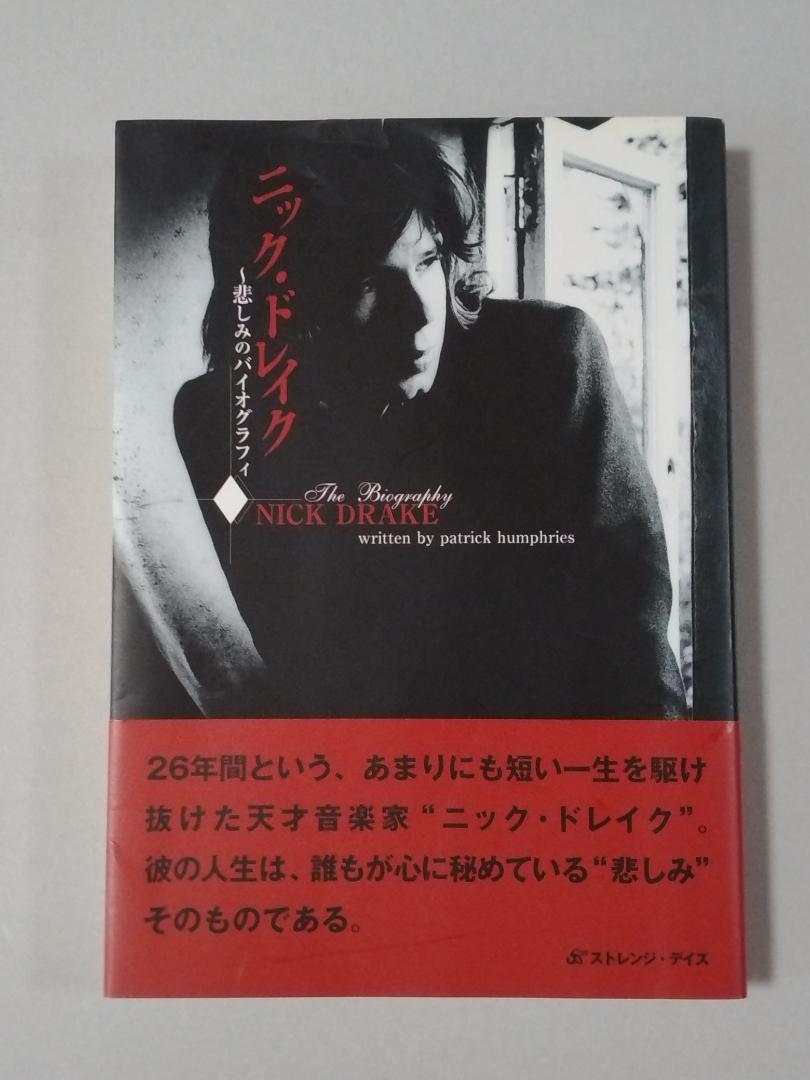 ニック・ドレイク
～悲しみのバイオグラフィ
The Biography
NICK DRAKE
written by patrick humphries
26年間という、あまりにも短い一生を駆け
抜けた天才音楽家“ニック・ドレイク”。
彼の人生は、誰もが心に秘めている“悲しみ”
そのものである。
ストレンジ・デイズ